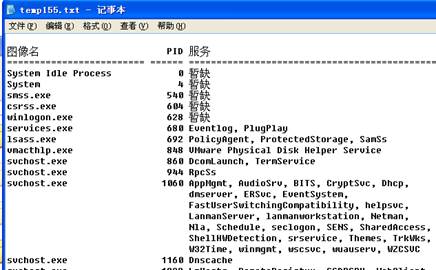 temp155.txt - 记事本
文件(F) 编辑(E) 格式(O) 查看(V) 帮助(H)
图像名 PID 服务
========================= ====== =============================================
System Idle Process 0 暂缺
System 4 暂缺
smss.exe 540 暂缺
csrss.exe 604 暂缺
winlogon.exe 628 暂缺
services.exe 680 Eventlog, PlugPlay
lsass.exe 692 PolicyAgent, ProtectedStorage, SamSs
vmacthlp.exe 848 VMware Physical Disk Helper Service
svchost.exe 860 DcomLaunch, TermService
svchost.exe 944 RpcSs
svchost.exe 1060 AppMgmt, AudioSrv, BITS, CryptSvc, Dhcp,
dmserver, ERSvc, EventSystem,
FastUserSwitchingCompatibility, helpsvc,
LanmanServer, lanmanworkstation, Netman,
Nla, Schedule, seclogon, SENS, SharedAccess,
ShellHWDetection, srservice, Themes, TrkWks,
W32Time, winmgmt, wscsvc, wuauserv, WZCSVC
svchost.exe 1160 Dnscache